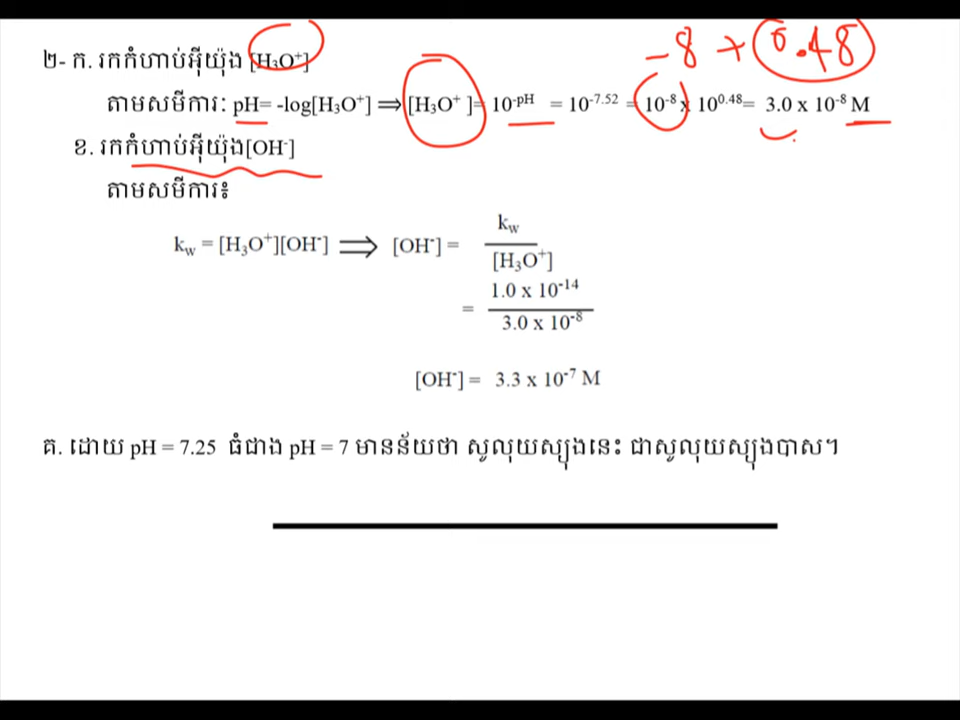 -8 + 0.48
២- ក. រកកំហាប់អ៊ីយ៉ុង [H₃O⁺]
តាមសមីការ: pH= -log[H₃O⁺] ⟹ [H₃O⁺ ]= 10⁻ᵖᴴ = 10⁻⁷·⁵² = 10⁻⁸ x 10⁰·⁴⁸= 3.0 x 10⁻⁸ M
ខ. រកកំហាប់អ៊ីយ៉ុង[OH⁻]
តាមសមីការ៖
k_w = [H₃O⁺][OH⁻] ⟹ [OH⁻] = k_w / [H₃O⁺]
= 1.0 x 10⁻¹⁴ / 3.0 x 10⁻⁸
[OH⁻] = 3.3 x 10⁻⁷ M
គ. ដោយ pH = 7.25 ធំជាង pH = 7 មានន័យថា សូលុយស្យុងនេះ ជាសូលុយស្យុងបាស។